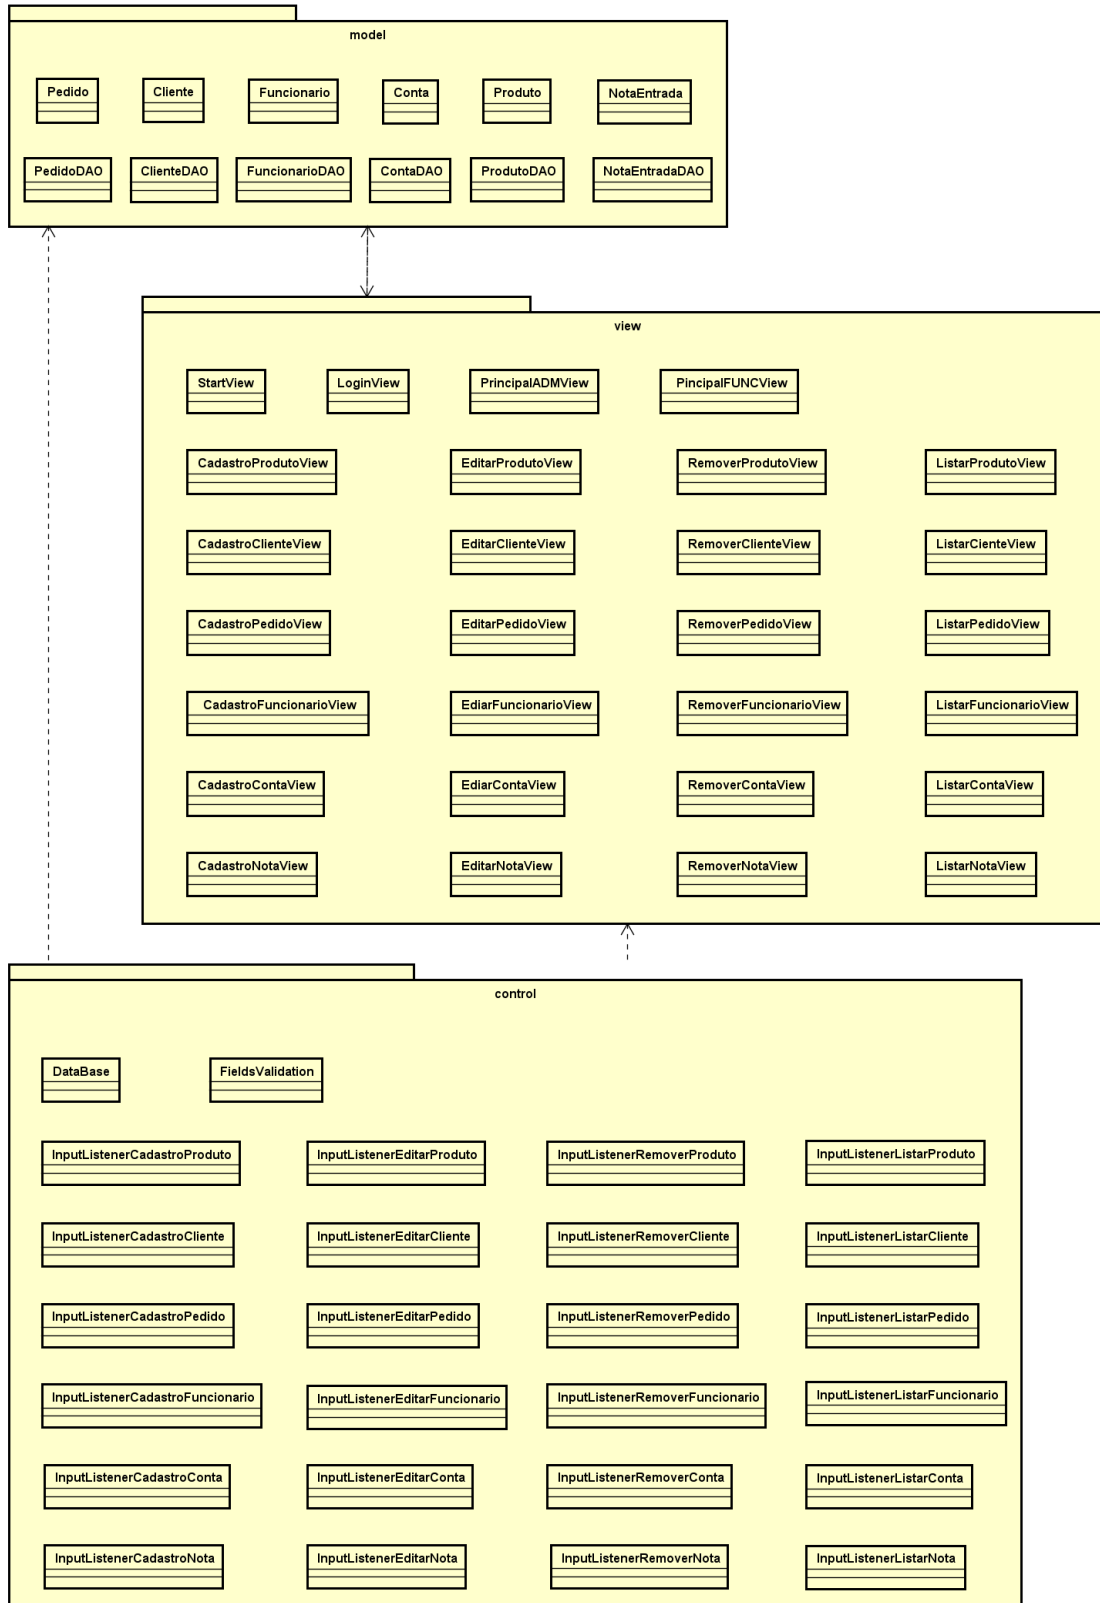 model
Pedido
Cliente
Funcionario
Conta
Produto
NotaEntrada
PedidoDAO
ClienteDAO
FuncionarioDAO
ContaDAO
ProdutoDAO
NotaEntradaDAO
view
StartView
LoginView
PrincipalADMView
PincipalFUNCView
CadastroProdutoView
EditarProdutoView
RemoverProdutoView
ListarProdutoView
CadastroClienteView
EditarClienteView
RemoverClienteView
ListarCienteView
CadastroPedidoView
EditarPedidoView
RemoverPedidoView
ListarPedidoView
CadastroFuncionarioView
EdiarFuncionarioView
RemoverFuncionarioView
ListarFuncionarioView
CadastroContaView
EdiarContaView
RemoverContaView
ListarContaView
CadastroNotaView
EditarNotaView
RemoverNotaView
ListarNotaView
control
DataBase
FieldsValidation
InputListenerCadastroProduto
InputListenerEditarProduto
InputListenerRemoverProduto
InputListenerListarProduto
InputListenerCadastroCliente
InputListenerEditarCliente
InputListenerRemoverCliente
InputListenerListarCliente
InputListenerCadastroPedido
InputListenerEditarPedido
InputListenerRemoverPedido
InputListenerListarPedido
InputListenerCadastroFuncionario
InputListenerEditarFuncionario
InputListenerRemoverFuncionario
InputListenerListarFuncionario
InputListenerCadastroConta
InputListenerEditarConta
InputListenerRemoverConta
InputListenerListarConta
InputListenerCadastroNota
InputListenerEditarNota
InputListenerRemoverNota
InputListenerListarNota